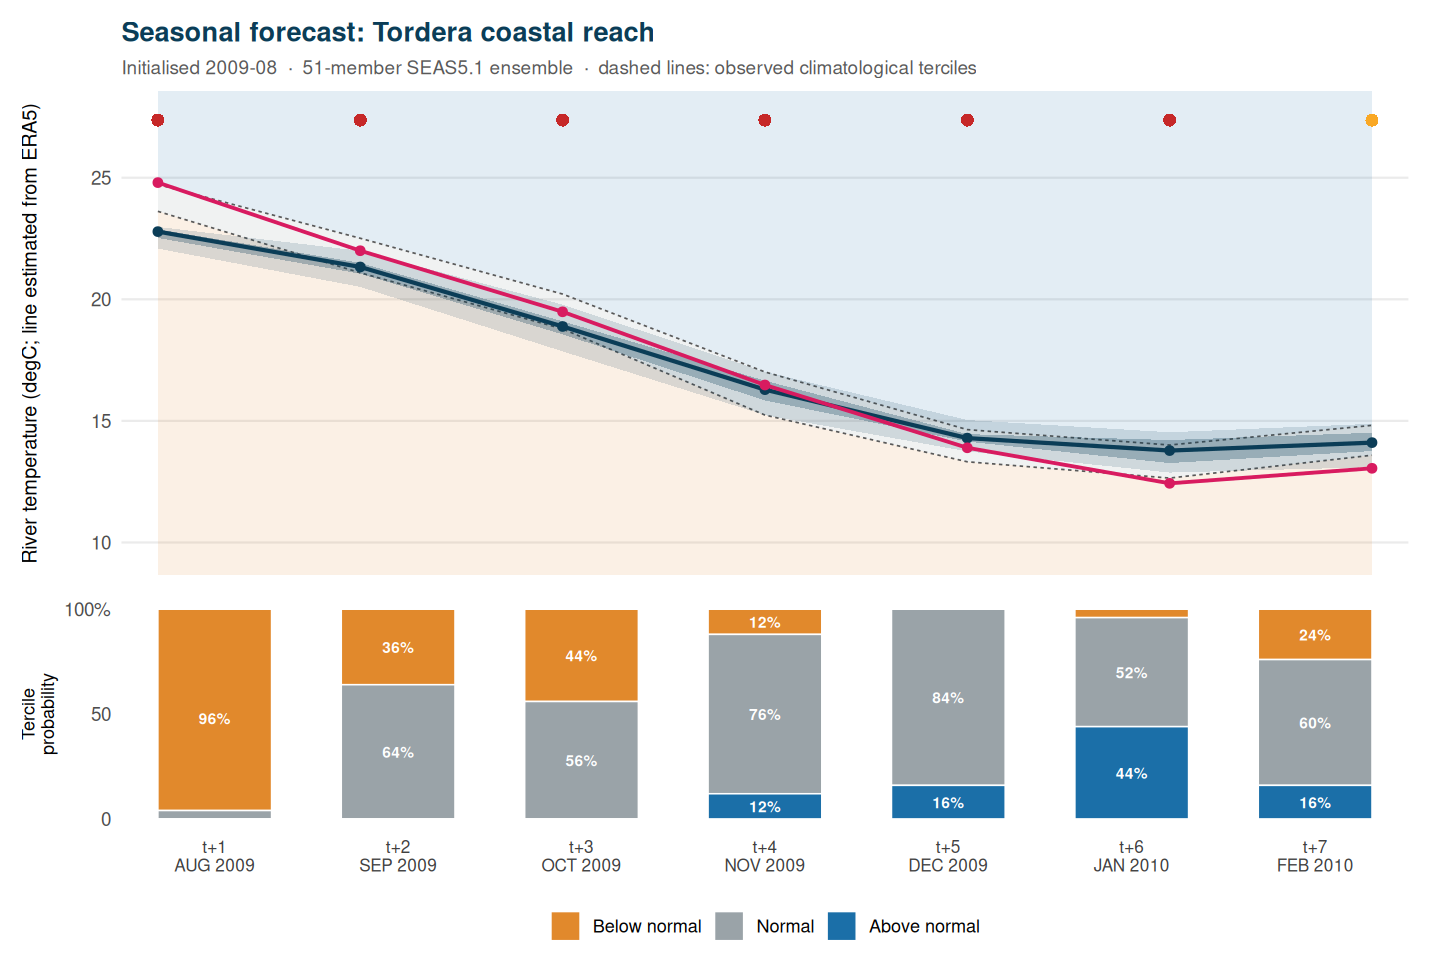 Seasonal forecast: Tordera coastal reach
Initialised 2009-08 · 51-member SEAS5.1 ensemble · dashed lines: observed climatological terciles
River temperature (degC; line estimated from ERA5)
25
20
15
10
Tercile
probability
100%
50
0
96%
36%
64%
44%
56%
12%
76%
12%
84%
16%
52%
44%
24%
60%
16%
t+1
AUG 2009
t+2
SEP 2009
t+3
OCT 2009
t+4
NOV 2009
t+5
DEC 2009
t+6
JAN 2010
t+7
FEB 2010
Below normal
Normal
Above normal